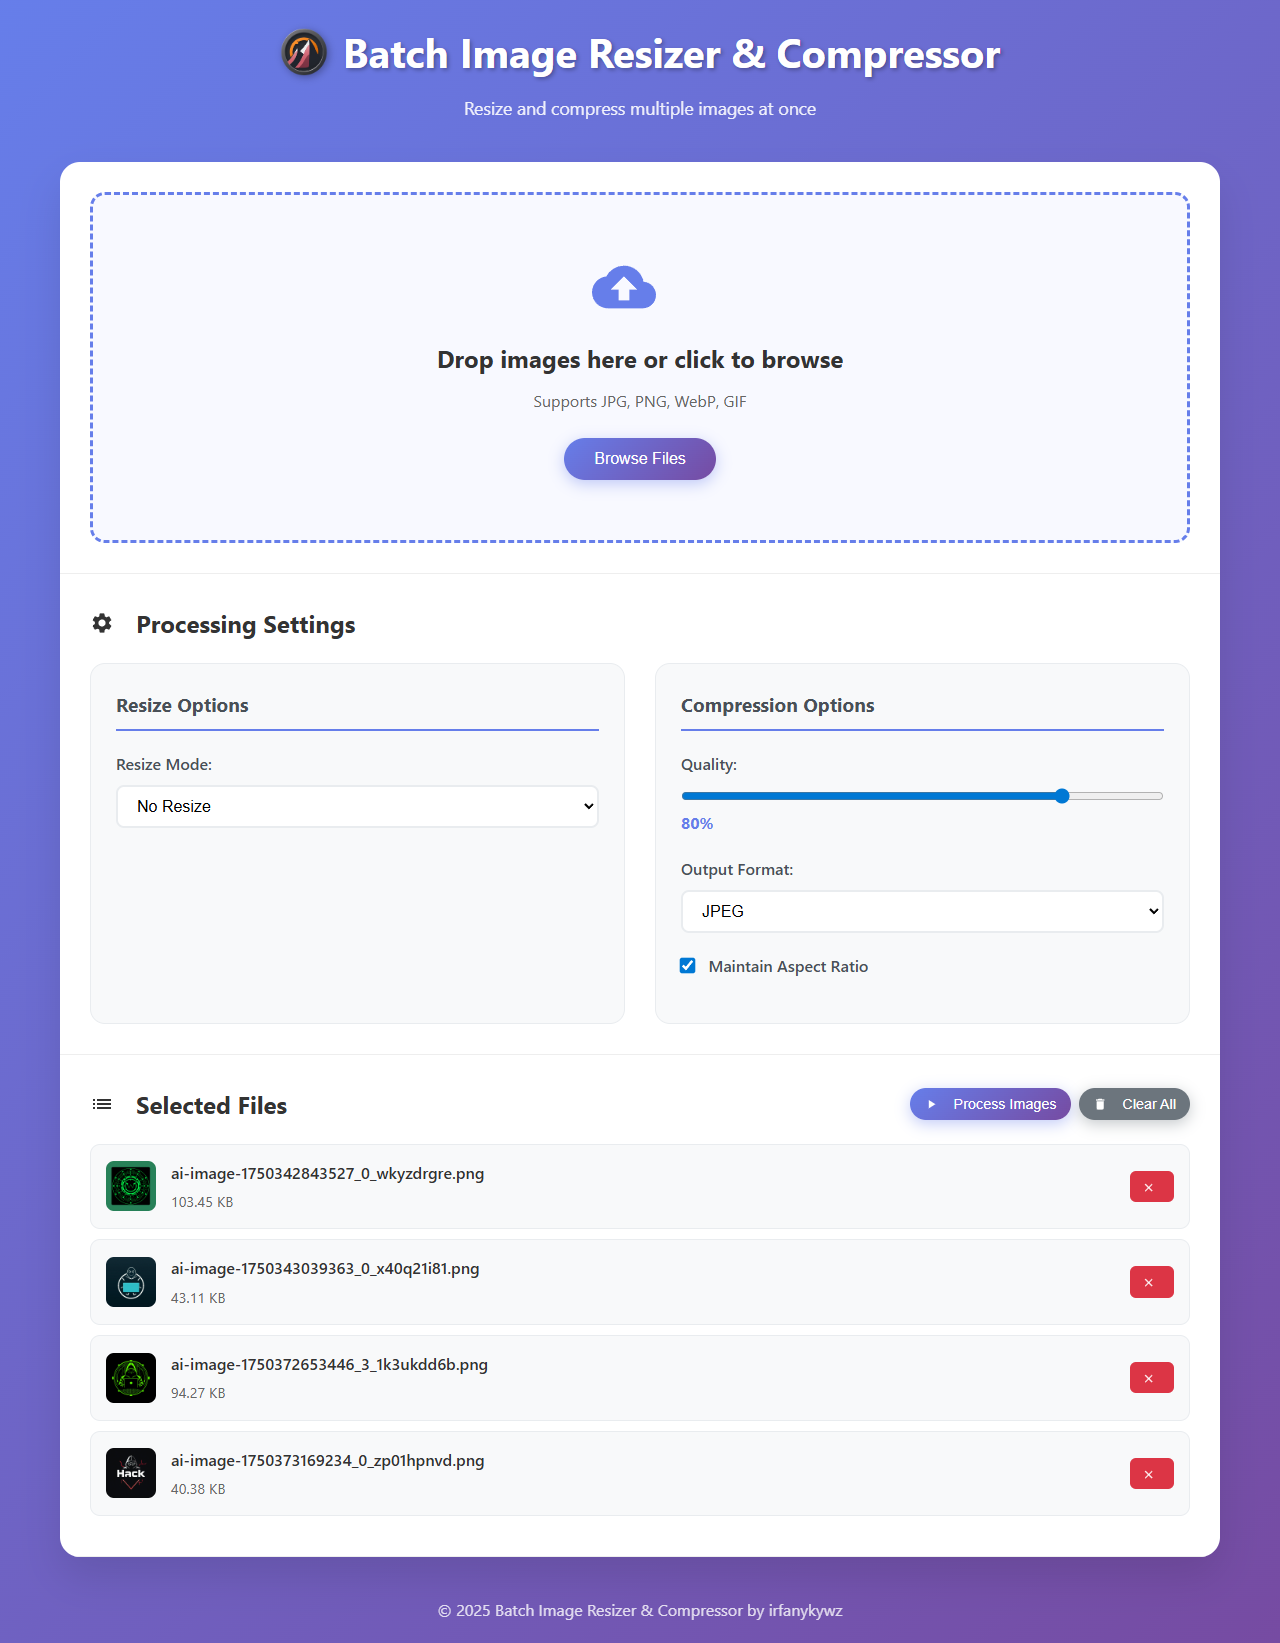 Batch Image Resizer & Compressor
Resize and compress multiple images at once
Drop images here or click to browse
Supports JPG, PNG, WebP, GIF
Browse Files
Processing Settings
Resize Options
Resize Mode:
No Resize
Compression Options
Quality:
80%
Output Format:
JPEG
Maintain Aspect Ratio
Selected Files
Process Images
Clear All
ai-image-1750342843527_0_wkyzdrgre.png
103.45 KB
ai-image-1750343039363_0_x40q21i81.png
43.11 KB
ai-image-1750372653446_3_1k3ukdd6b.png
94.27 KB
Hack
ai-image-1750373169234_0_zp01hpnvd.png
40.38 KB
© 2025 Batch Image Resizer & Compressor by irfanykywz